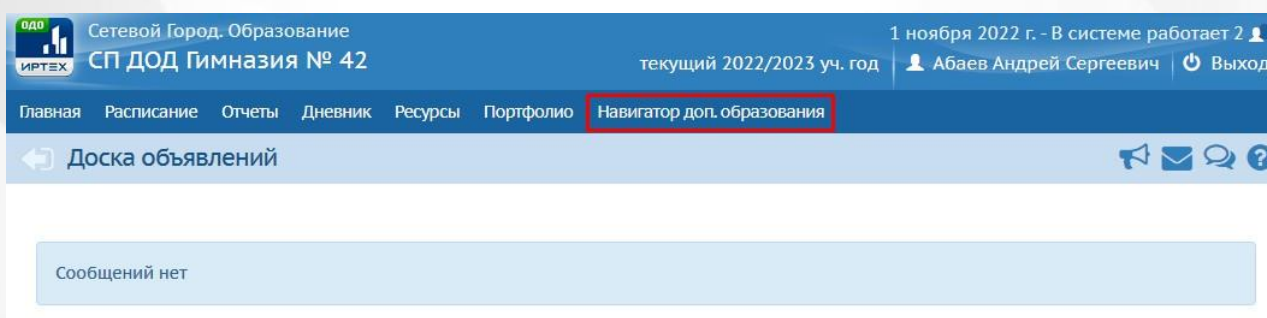 ОДО
ИРТЕХ
Сетевой Город. Образование
СП ДОД Гимназия № 42
1 ноября 2022 г. - В системе работает 2
текущий 2022/2023 уч. год
Абаев Андрей Сергеевич
Выход
Главная Расписание Отчеты Дневник Ресурсы Портфолио Навигатор доп. образования
Доска объявлений
?
Сообщений нет